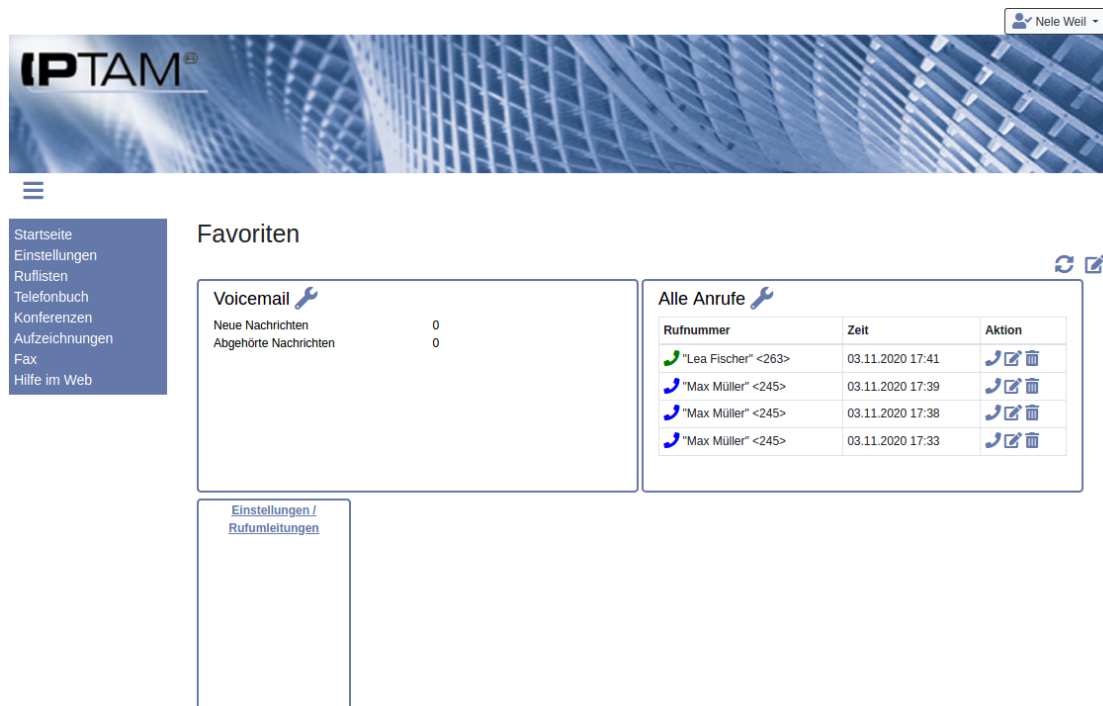 Nele Weil
IPTAM®
Startseite
Einstellungen
Ruflisten
Telefonbuch
Konferenzen
Aufzeichnungen
Fax
Hilfe im Web
Favoriten
Voicemail
Neue Nachrichten 0
Abgehörte Nachrichten 0
Alle Anrufe
Rufnummer Zeit Aktion
"Lea Fischer" <263> 03.11.2020 17:41
"Max Müller" <245> 03.11.2020 17:39
"Max Müller" <245> 03.11.2020 17:38
"Max Müller" <245> 03.11.2020 17:33
Einstellungen /
Rufumleitungen